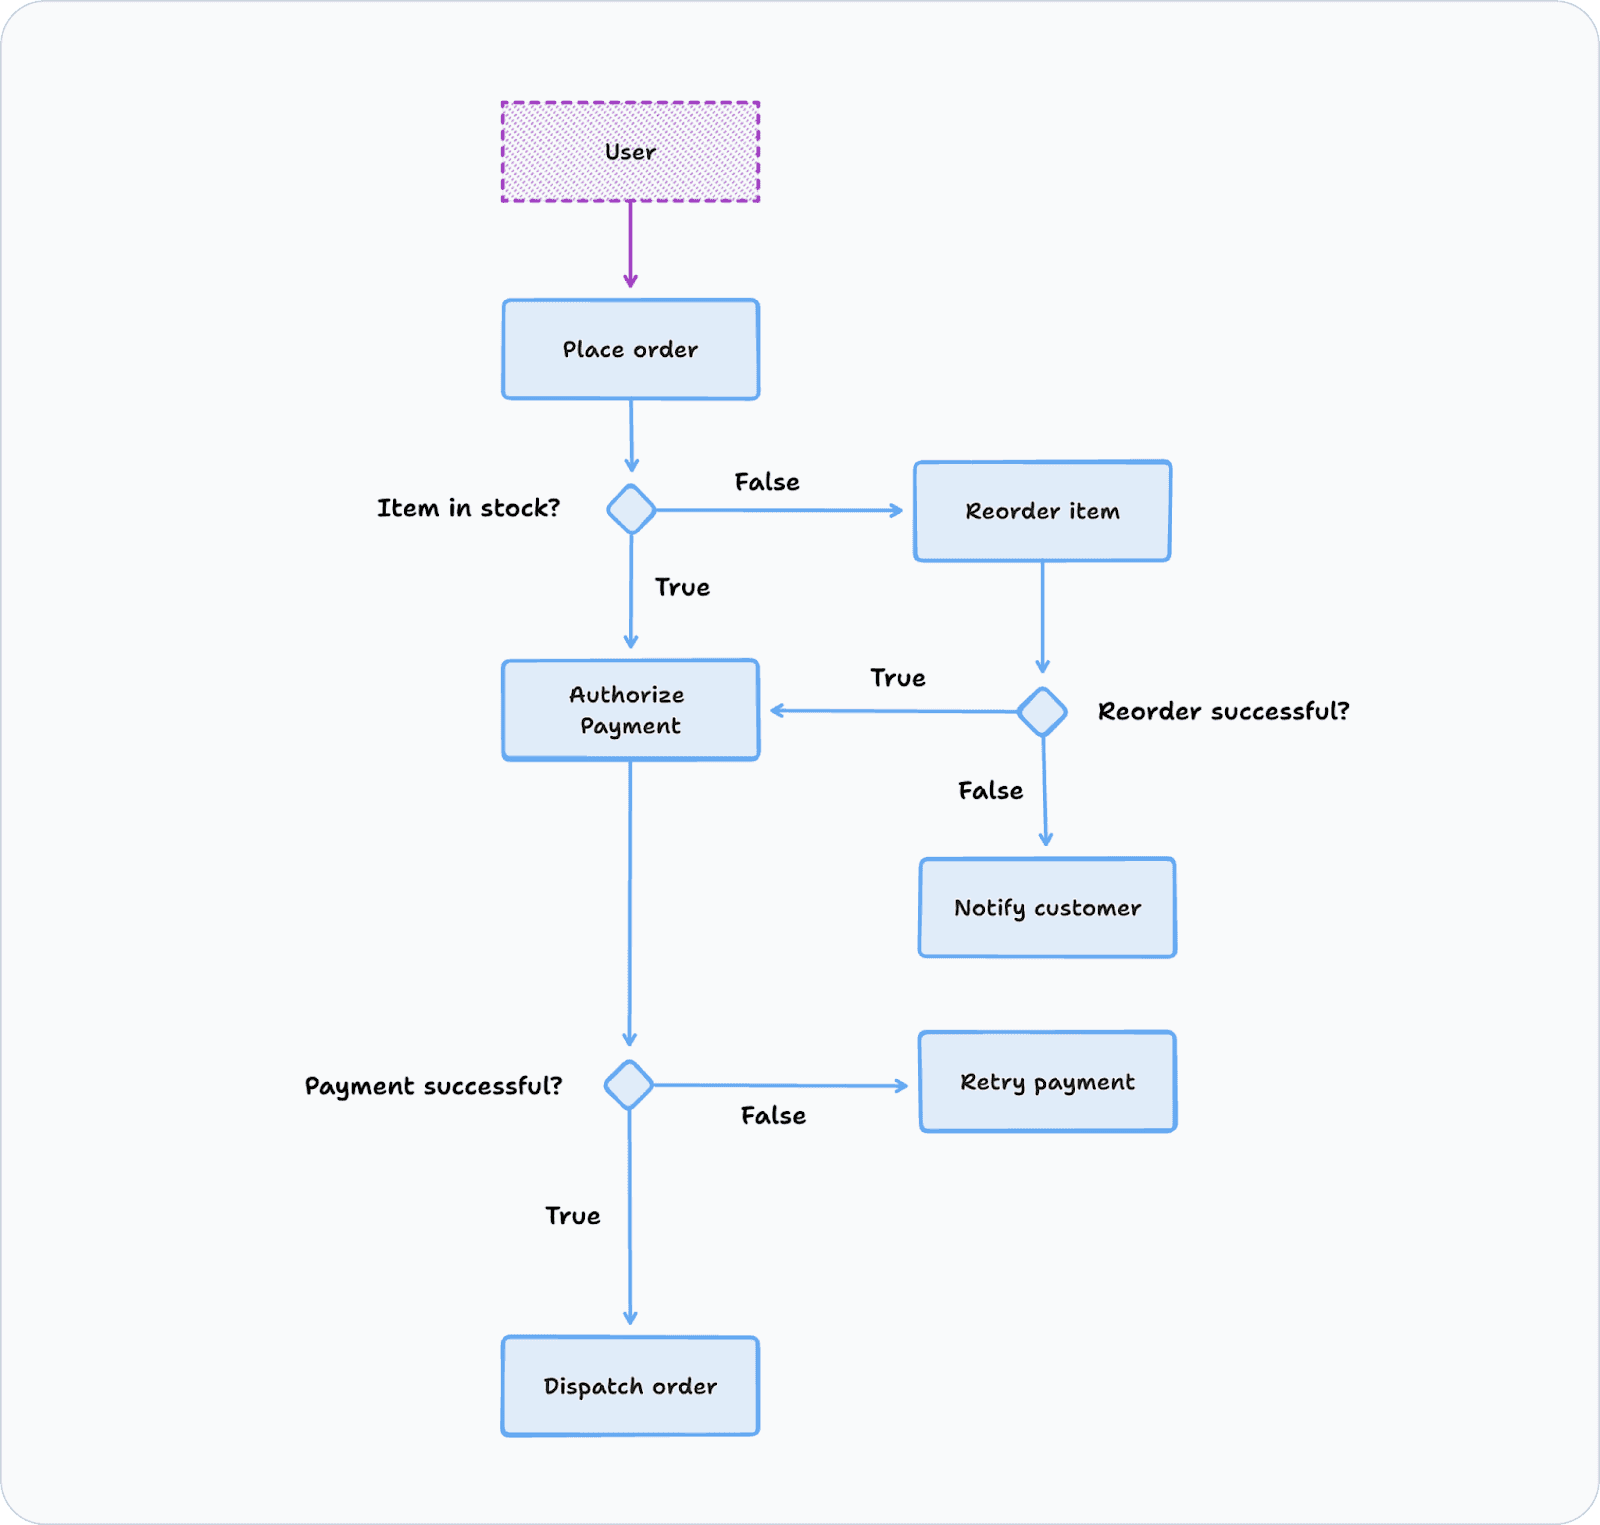 User
Place order
False
Item in stock?
Reorder item
True
True
Authorize
Payment
Reorder successful?
False
Notify customer
Payment successful?
Retry payment
False
True
Dispatch order